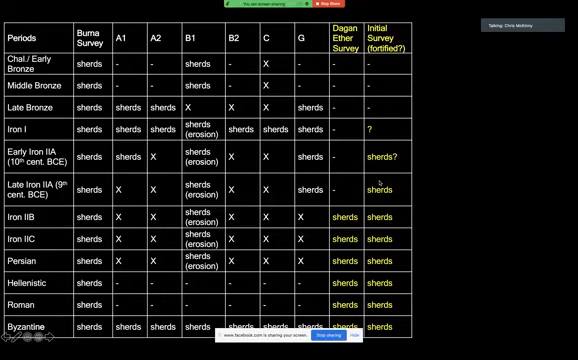 You are screen sharing Stop Share
Talking: Chris McKinny
Periods Burna Survey A1 A2 B1 B2 C G Dagan Ether Survey Initial Survey (fortified?)
Chal./ Early Bronze sherds - - sherds - X - - -
Middle Bronze sherds - - sherds - X - - -
Late Bronze sherds sherds sherds X X X sherds - -
Iron I sherds sherds sherds sherds (erosion) sherds sherds sherds - ?
Early Iron IIA (10th cent. BCE) sherds sherds X sherds (erosion) X X sherds - sherds?
Late Iron IIA (9th cent. BCE) sherds X X sherds (erosion) X X sherds - sherds
Iron IIB sherds X X sherds (erosion) X X X sherds sherds
Iron IIC sherds X X sherds (erosion) X X X sherds sherds
Persian sherds X X sherds (erosion) X X X sherds sherds
Hellenistic sherds - - - - - - sherds sherds
Roman sherds - - - - - - sherds sherds
Byzantine sherds sherds sherds sherds sherds sherds sherds sherds sherds
www.facebook.com is sharing your screen. Stop sharing Hide